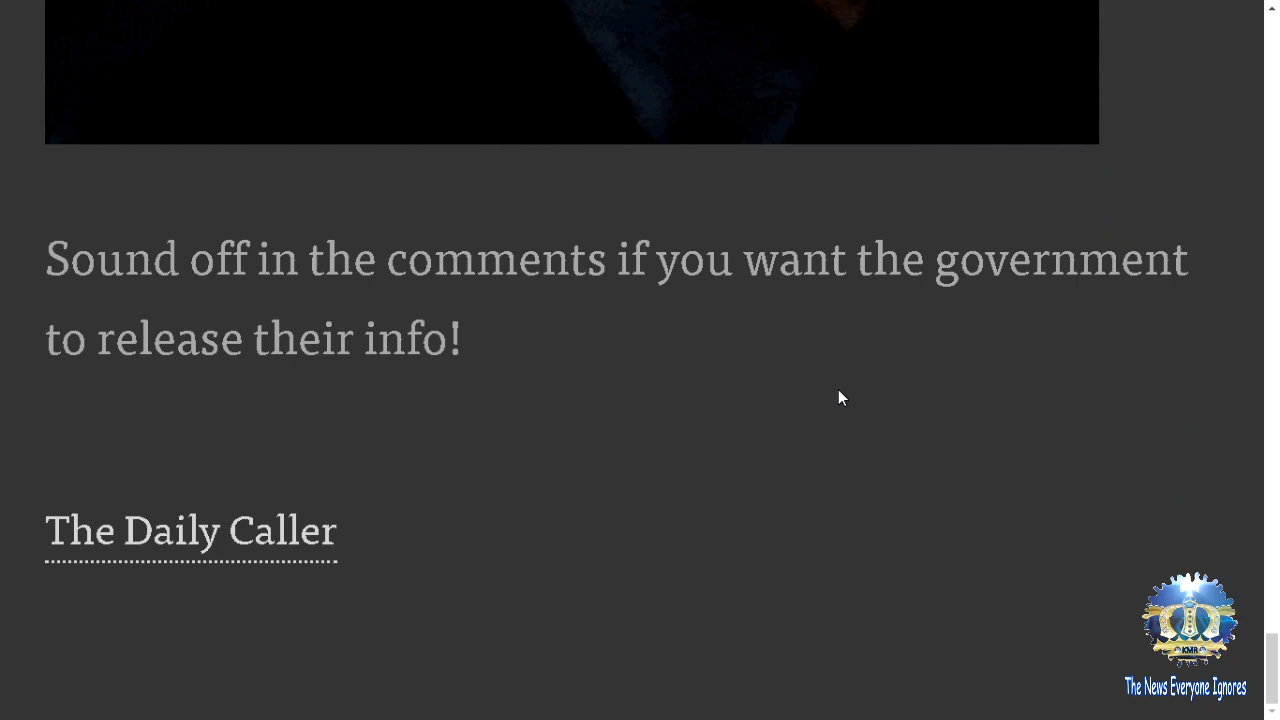 Sound off in the comments if you want the government
to release their info!
The Daily Caller
KMR
The News Everyone Ignores